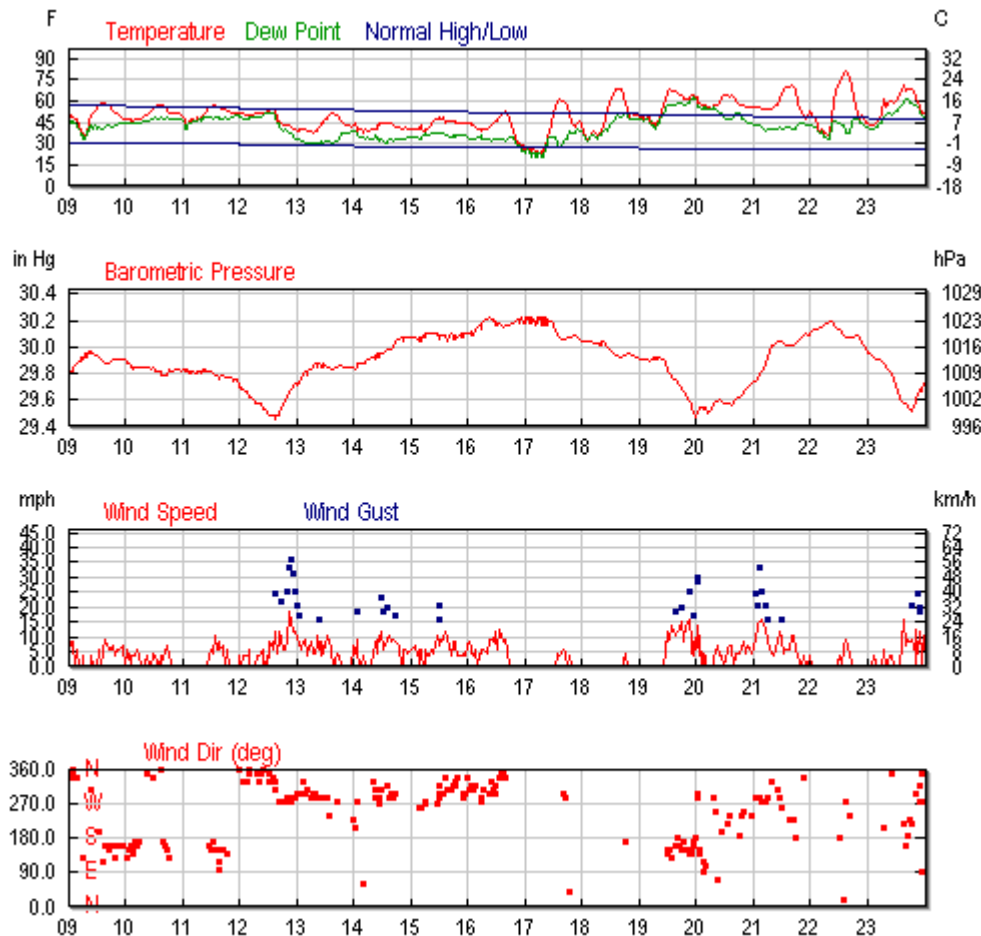 F Temperature Dew Point Normal High/Low C
90 32
75 24
60 16
45 7
30 -1
15 -9
0 -18
09 10 11 12 13 14 15 16 17 18 19 20 21 22 23
in Hg Barometric Pressure hPa
30.4 1029
30.2 1023
30.0 1016
29.8 1009
29.6 1002
29.4 996
09 10 11 12 13 14 15 16 17 18 19 20 21 22 23
mph Wind Speed Wind Gust km/h
45.0 72
40.0 64
35.0 56
30.0 48
25.0 40
20.0 32
15.0 24
10.0 16
5.0 8
0.0 0
09 10 11 12 13 14 15 16 17 18 19 20 21 22 23
Wind Dir (deg)
360.0 N
270.0 W
180.0 S
90.0 E
0.0 N
09 10 11 12 13 14 15 16 17 18 19 20 21 22 23